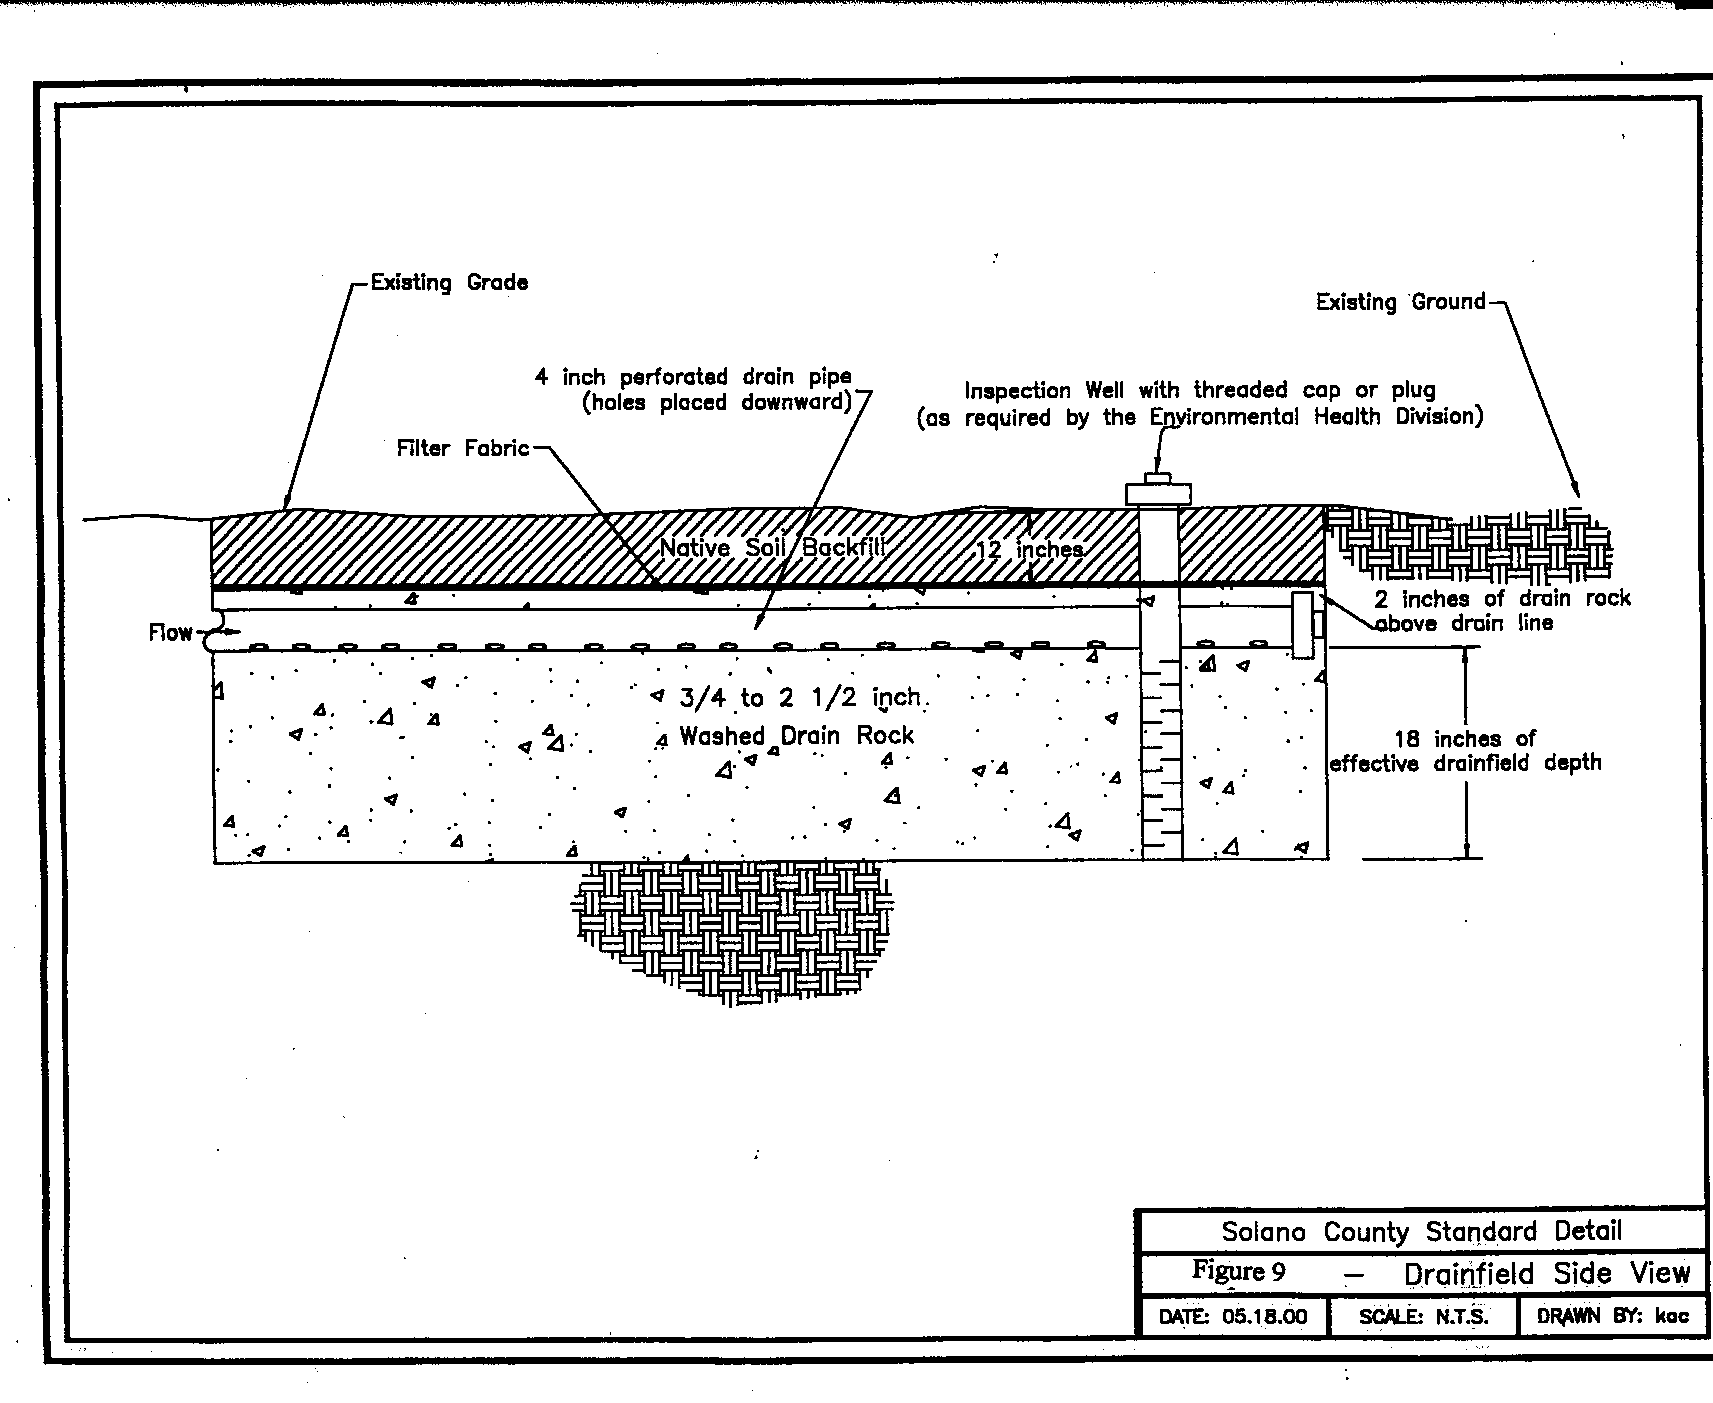 Existing Grade
Existing Ground
4 inch perforated drain pipe
(holes placed downward)
Inspection Well with threaded cap or plug
(as required by the Environmental Health Division)
Filter Fabric
Native Soil Backfill
12 inches
2 inches of drain rock
above drain line
Flow
3/4 to 2 1/2 inch
Washed Drain Rock
18 inches of
effective drainfield depth
Solano County Standard Detail
Figure 9 – Drainfield Side View
DATE: 05.18.00
SCALE: N.T.S.
DRAWN BY: kac